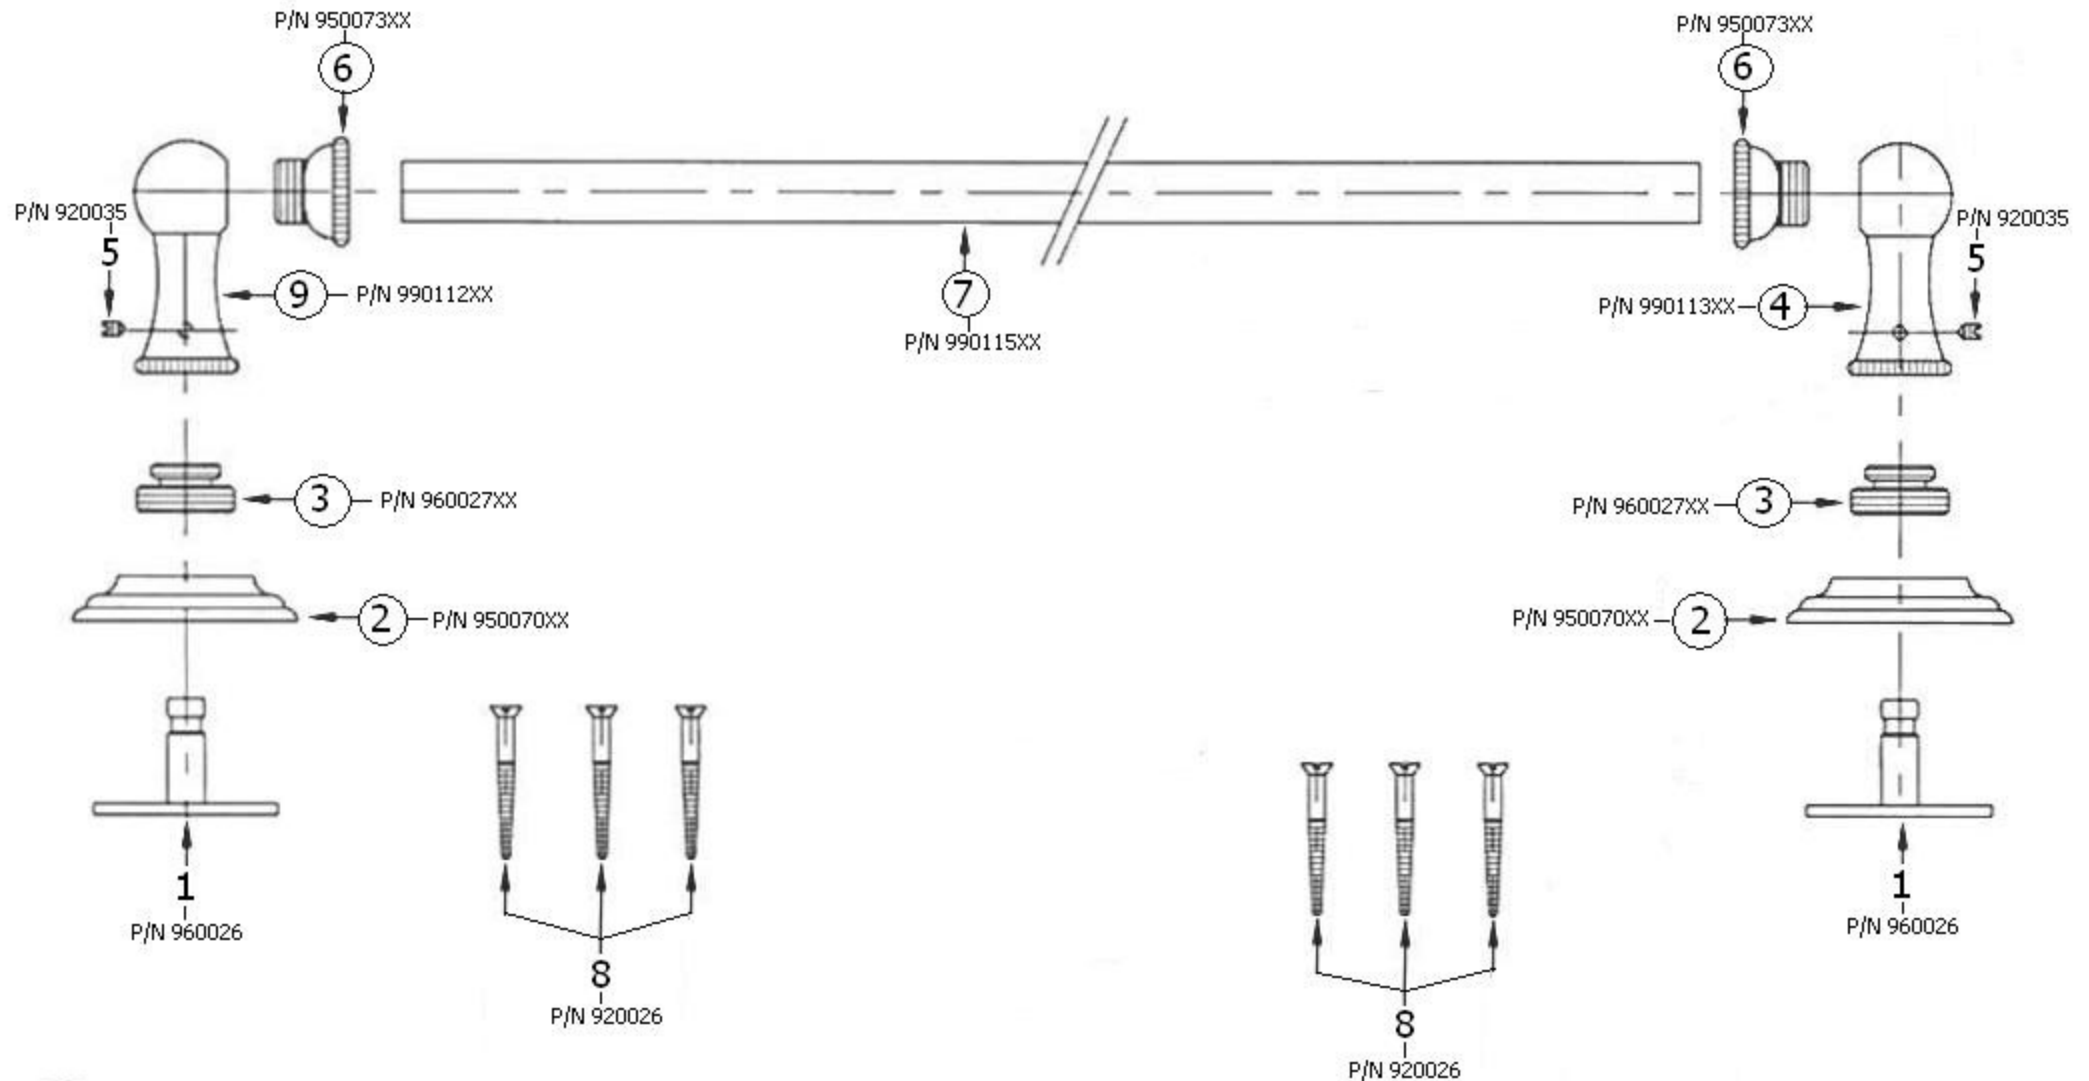 P/N 950073XX
6
P/N 950073XX
6
P/N 920035
5
9 P/N 990112XX
7
P/N 990115XX
P/N 990113XX 4
P/N 920035
5
3 P/N 960027XX
P/N 960027XX 3
2 P/N 950070XX
P/N 950070XX 2
1
P/N 960026
8
P/N 920026
8
P/N 920026
1
P/N 960026